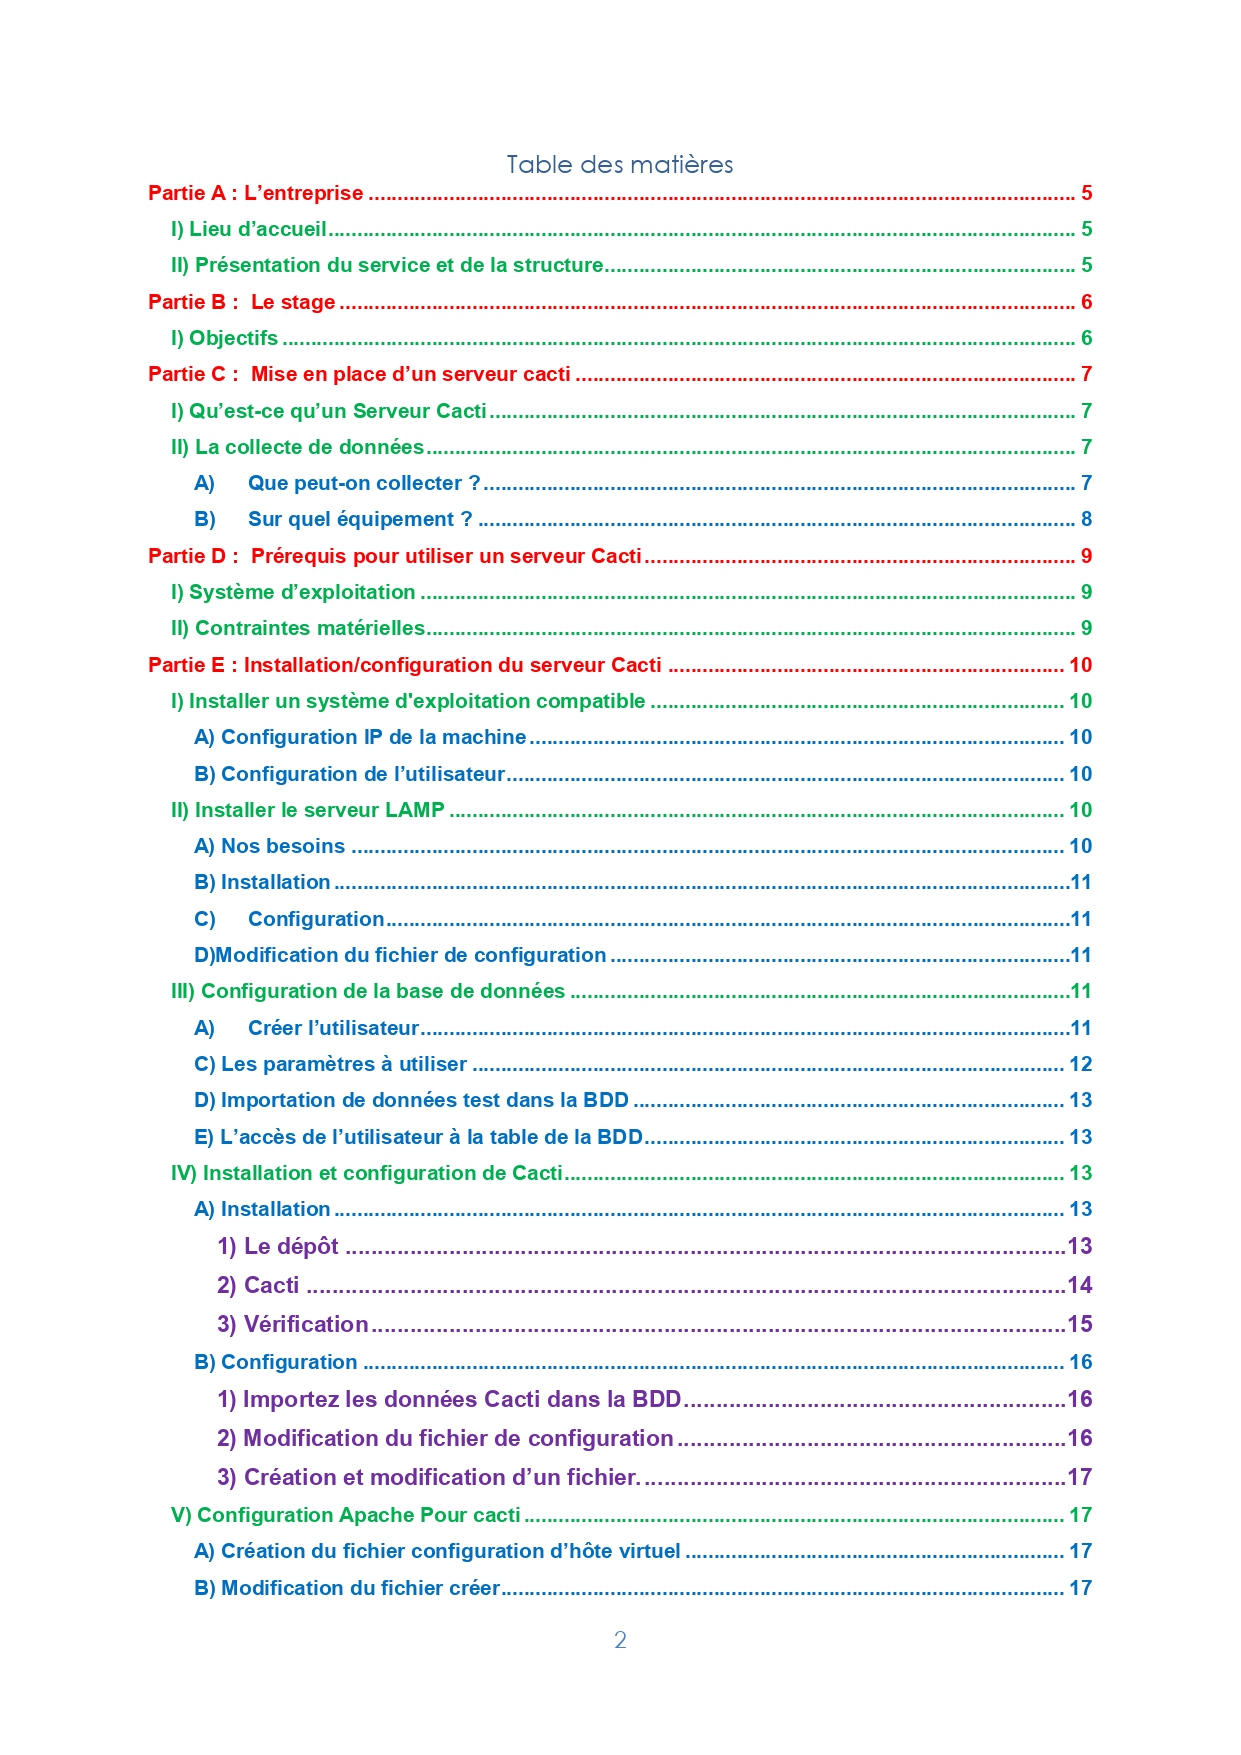 Table des matières
Partie A : L’entreprise ........................................ 5
I) Lieu d’accueil ........................................ 5
II) Présentation du service et de la structure ........................................ 5
Partie B :  Le stage ........................................ 6
I) Objectifs ........................................ 6
Partie C :  Mise en place d’un serveur cacti ........................................ 7
I) Qu’est-ce qu’un Serveur Cacti ........................................ 7
II) La collecte de données ........................................ 7
A) Que peut-on collecter ? ........................................ 7
B) Sur quel équipement ? ........................................ 8
Partie D :  Prérequis pour utiliser un serveur Cacti ........................................ 9
I) Système d’exploitation ........................................ 9
II) Contraintes matérielles ........................................ 9
Partie E : Installation/configuration du serveur Cacti ........................................ 10
I) Installer un système d'exploitation compatible ........................................ 10
A) Configuration IP de la machine ........................................ 10
B) Configuration de l’utilisateur ........................................ 10
II) Installer le serveur LAMP ........................................ 10
A) Nos besoins ........................................ 10
B) Installation ........................................ 11
C) Configuration ........................................ 11
D)Modification du fichier de configuration ........................................ 11
III) Configuration de la base de données ........................................ 11
A) Créer l’utilisateur ........................................ 11
C) Les paramètres à utiliser ........................................ 12
D) Importation de données test dans la BDD ........................................ 13
E) L’accès de l’utilisateur à la table de la BDD ........................................ 13
IV) Installation et configuration de Cacti ........................................ 13
A) Installation ........................................ 13
1) Le dépôt ........................................ 13
2) Cacti ........................................ 14
3) Vérification ........................................ 15
B) Configuration ........................................ 16
1) Importez les données Cacti dans la BDD ........................................ 16
2) Modification du fichier de configuration ........................................ 16
3) Création et modification d’un fichier. ........................................ 17
V) Configuration Apache Pour cacti ........................................ 17
A) Création du fichier configuration d’hôte virtuel ........................................ 17
B) Modification du fichier créer ........................................ 17
2